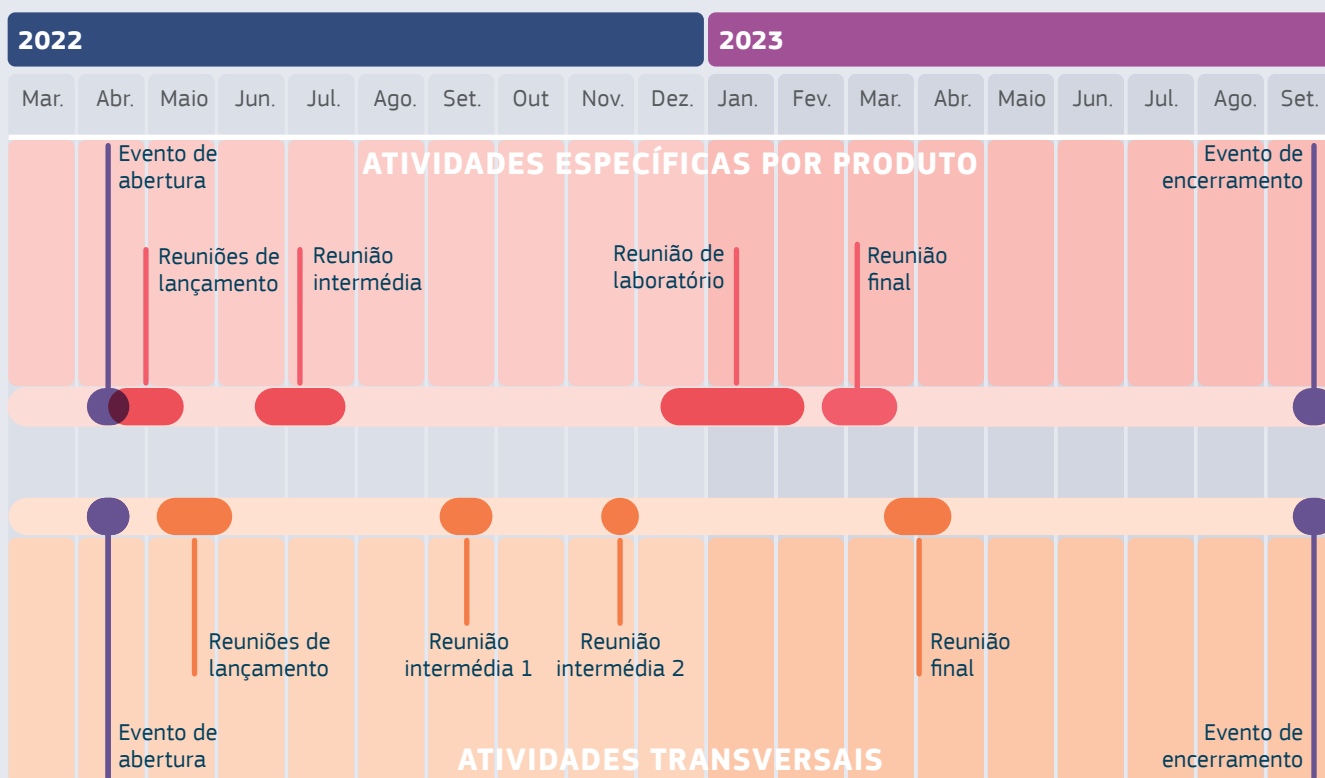 2022 2023
Mar. Abr. Maio Jun. Jul. Ago. Set. Out Nov. Dez. Jan. Fev. Mar. Abr. Maio Jun. Jul. Ago. Set.
ATIVIDADES ESPECÍFICAS POR PRODUTO
Evento de
abertura
Evento de
encerramento
Reuniões de
lançamento
Reunião
intermédia
Reunião de
laboratório
Reunião
final
Reuniões de
lançamento
Reunião
intermédia 1
Reunião
intermédia 2
Reunião
final
Evento de
abertura
ATIVIDADES TRANSVERSAIS
Evento de
encerramento